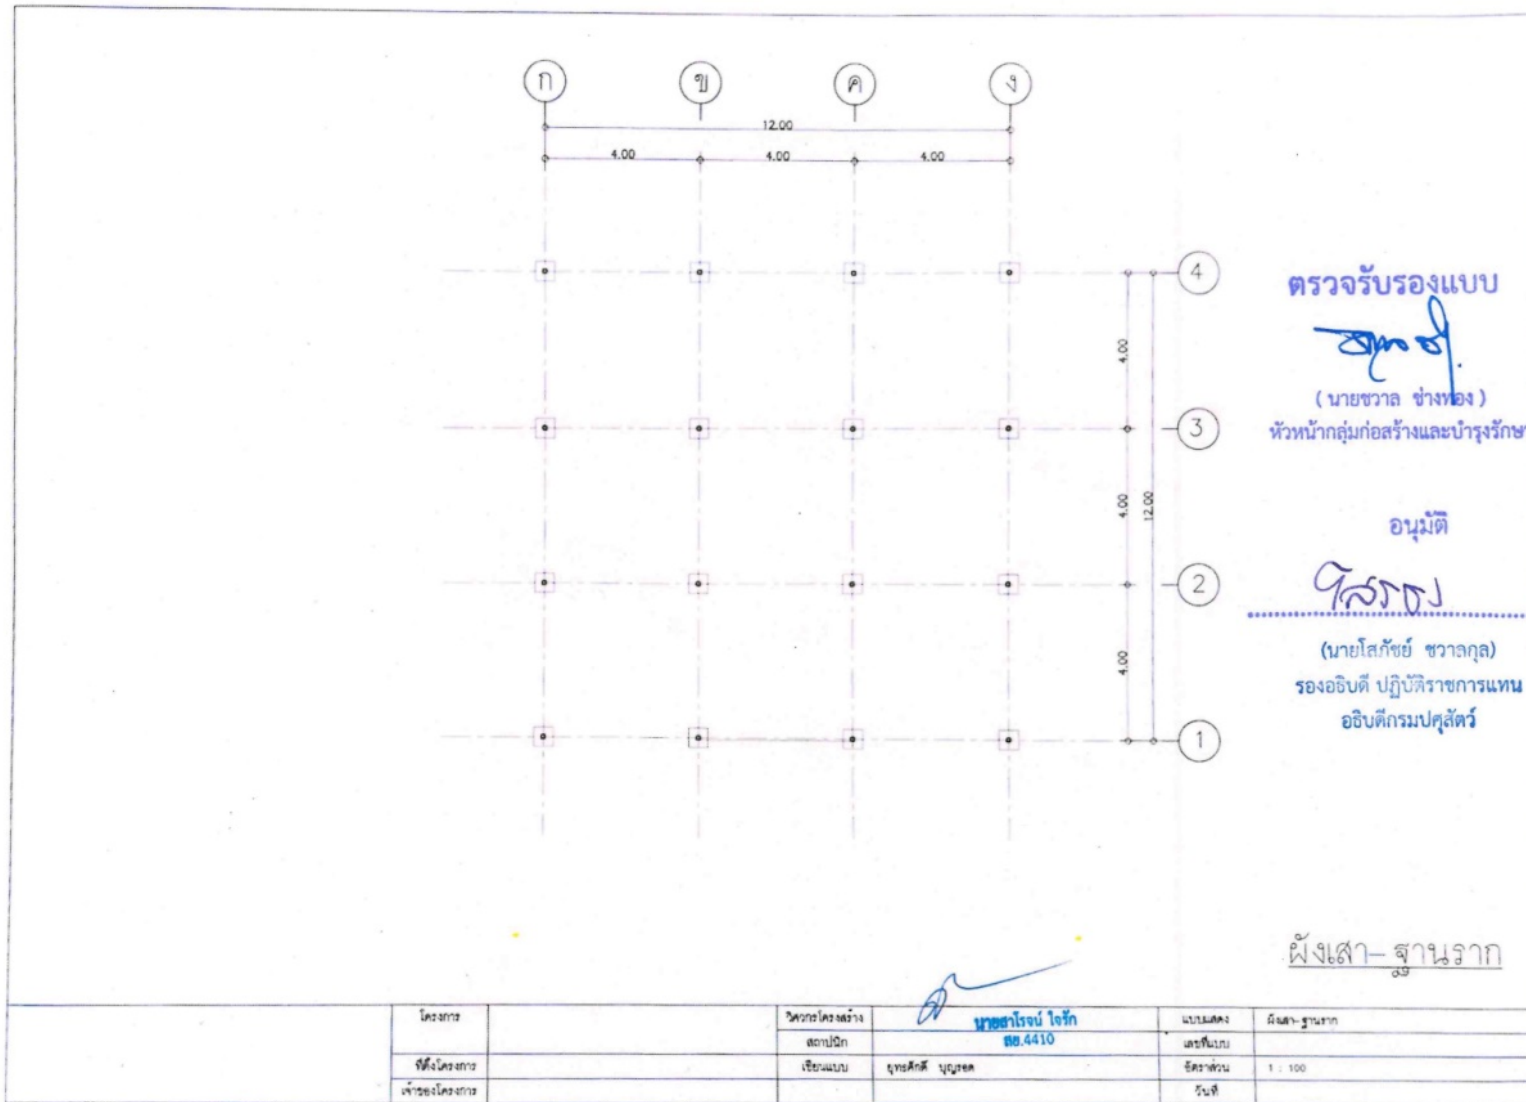 ก ข ค ง
12.00
4.00 4.00 4.00
4
ตรวจรับรองแบบ
4.00
( นายชวาล ช่างทอง )
3
หัวหน้ากลุ่มก่อสร้างและบำรุงรักษา
4.00 12.00
อนุมัติ
2
(นายโสภัชย์ ชวาลกุล)
4.00
รองอธิบดี ปฏิบัติราชการแทน
อธิบดีกรมปศุสัตว์
1
ผังเสา-ฐานราก
โครงการ วิศวกรโครงสร้าง นายสาโรจน์ ใจรัก แบบแสดง ผังเสา-ฐานราก
สถาปนิก สย.4410 เลขที่แบบ
ที่ตั้งโครงการ เขียนแบบ ยุทธศักดิ์ บุญรอด อัตราส่วน 1 : 100
เจ้าของโครงการ วันที่